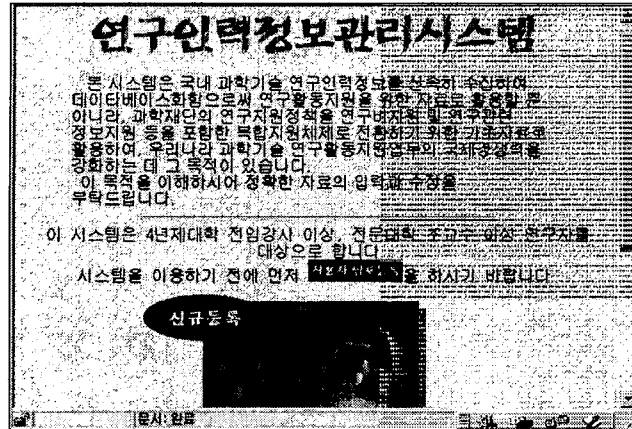 연구인력정보관리시스템
본 시스템은 국내 과학기술 연구인력정보를 신속히 수집하여
데이타베이스화함으로써 연구활동지원을 위한 자료로 활용할 뿐
아니라, 과학재단의 연구지원정책을 연구비지원 및 연구관련
정보지원 등을 포함한 복합지원체제로 전환하기 위한 기초자료로
활용하여, 우리나라 과학기술 연구활동지원업무의 국제경쟁력을
강화하는 데 그 목적이 있습니다.
이 목적을 이해하시어 정확한 자료의 입력과 수정을
부탁드립니다.
이 시스템은 4년제대학 전임강사 이상, 전문대학 조교수 이상 연구자를
대상으로 합니다
시스템을 이용하기 전에 먼저 을 하시기 바랍니다
신규등록
문서: 완료